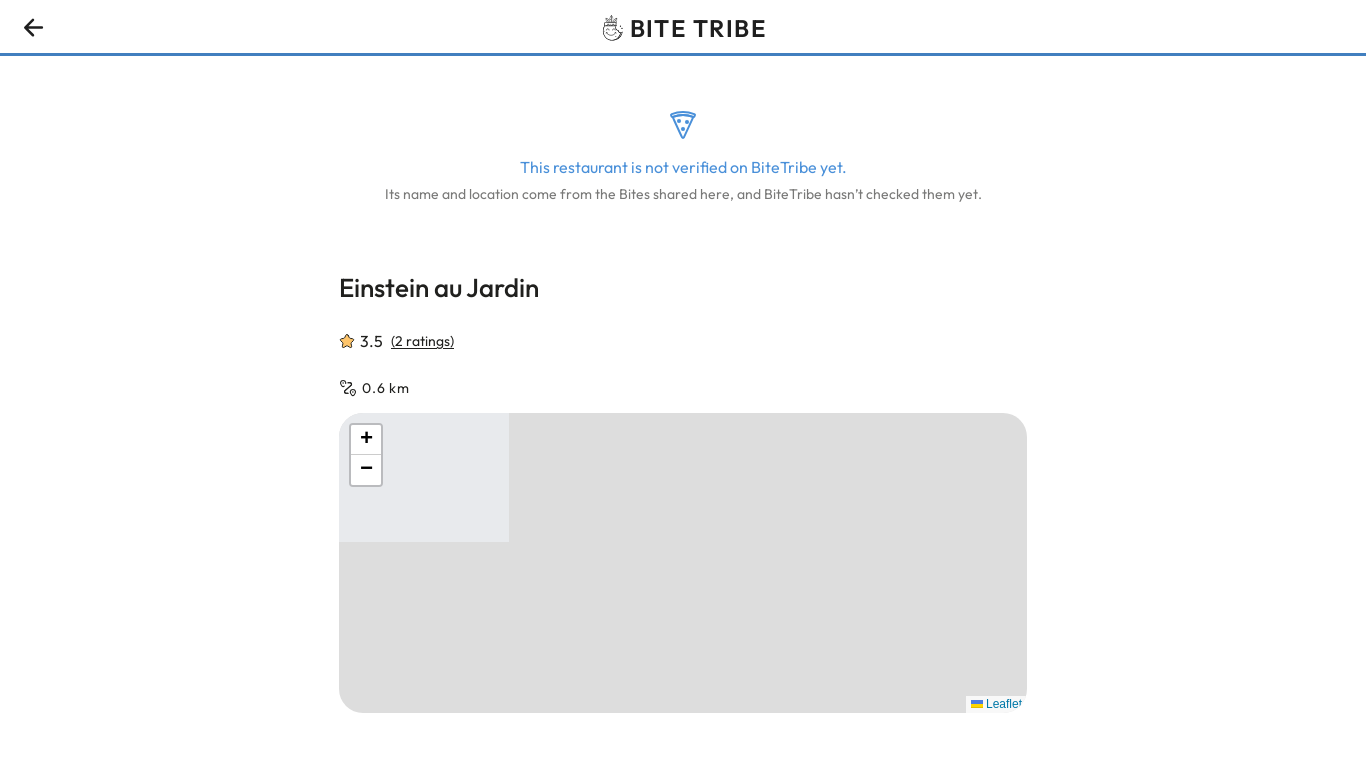 BITE TRIBE
This restaurant is not verified on BiteTribe yet.
Its name and location come from the Bites shared here, and BiteTribe hasn't checked them yet.
Einstein au Jardin
3.5 (2 ratings)
0.6 km
+
−
Leaflet